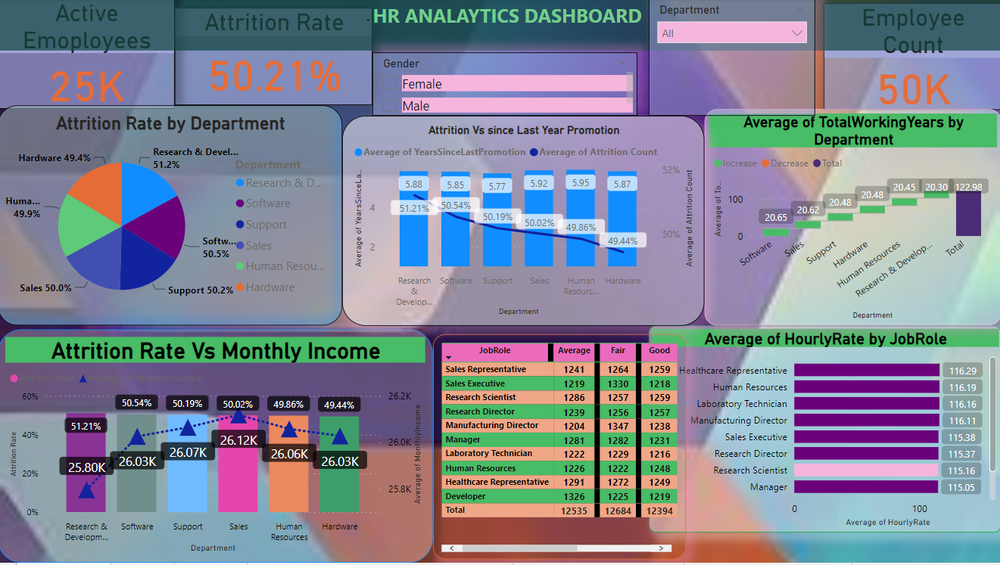 Active
Emoployees
25K
Attrition Rate
50.21%
HR ANALAYTICS DASHBOARD
Gender
Female
Male
Department
All
Employee
Count
50K
Attrition Rate by Department
Hardware 49.4%
Research & Devel...
51.2%
Huma...
49.9%
Softw...
50.5%
Sales 50.0%
Support 50.2%
Department
Research & D...
Software
Support
Sales
Human Resou...
Hardware
Attrition Vs since Last Year Promotion
Average of YearsSinceLastPromotion
Average of Attrition Count
Average of YearsSinceLa...
4
2
5.88
5.85
5.77
5.92
5.95
5.87
51.21%
50.54%
50.19%
50.02%
49.86%
49.44%
52%
50%
Average of Attrition Count
Research
&
Develop...
Software
Support
Sales
Human
Resourc...
Hardware
Department
Average of TotalWorkingYears by
Department
Increase
Decrease
Total
Average of To...
100
0
20.65
20.62
20.48
20.48
20.45
20.30
122.98
Software
Sales
Support
Hardware
Human Resources
Research & Develop...
Total
Department
Attrition Rate Vs Monthly Income
Attrition Rate
Average of MonthlyIncome
Attrition Rate
60%
40%
20%
0%
51.21%
50.54%
50.19%
50.02%
49.86%
49.44%
25.80K
26.03K
26.07K
26.12K
26.06K
26.03K
26.2K
26.0K
25.8K
Average of MonthlyIncome
Research &
Developm...
Software
Support
Sales
Human
Resources
Hardware
Department
JobRole Average Fair Good
Sales Representative 1241 1264 1259
Sales Executive 1219 1330 1218
Research Scientist 1286 1257 1259
Research Director 1239 1256 1257
Manufacturing Director 1204 1347 1238
Manager 1281 1282 1231
Laboratory Technician 1222 1229 1216
Human Resources 1226 1222 1248
Healthcare Representative 1291 1272 1249
Developer 1326 1225 1219
Total 12535 12684 12394
Average of HourlyRate by JobRole
Healthcare Representative 116.29
Human Resources 116.19
Laboratory Technician 116.16
Manufacturing Director 116.11
Sales Executive 115.38
Research Director 115.37
Research Scientist 115.16
Manager 115.05
0
100
Average of HourlyRate